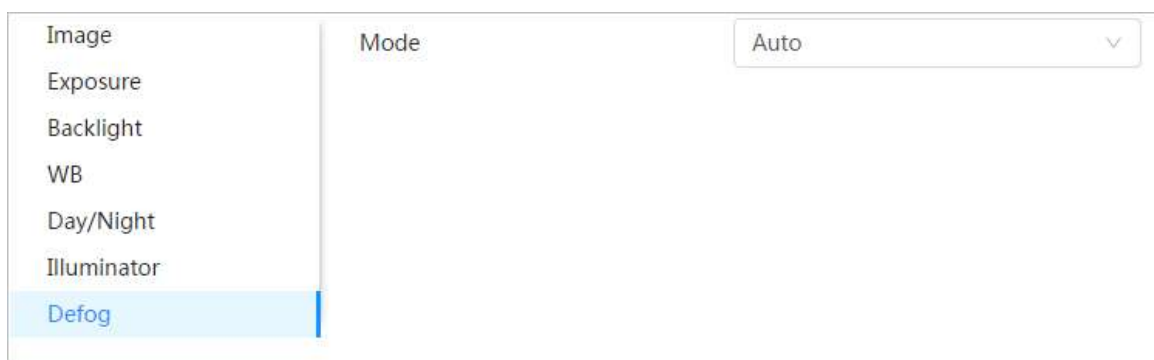 Image
Mode
Auto
Exposure
Backlight
WB
Day/Night
Illuminator
Defog